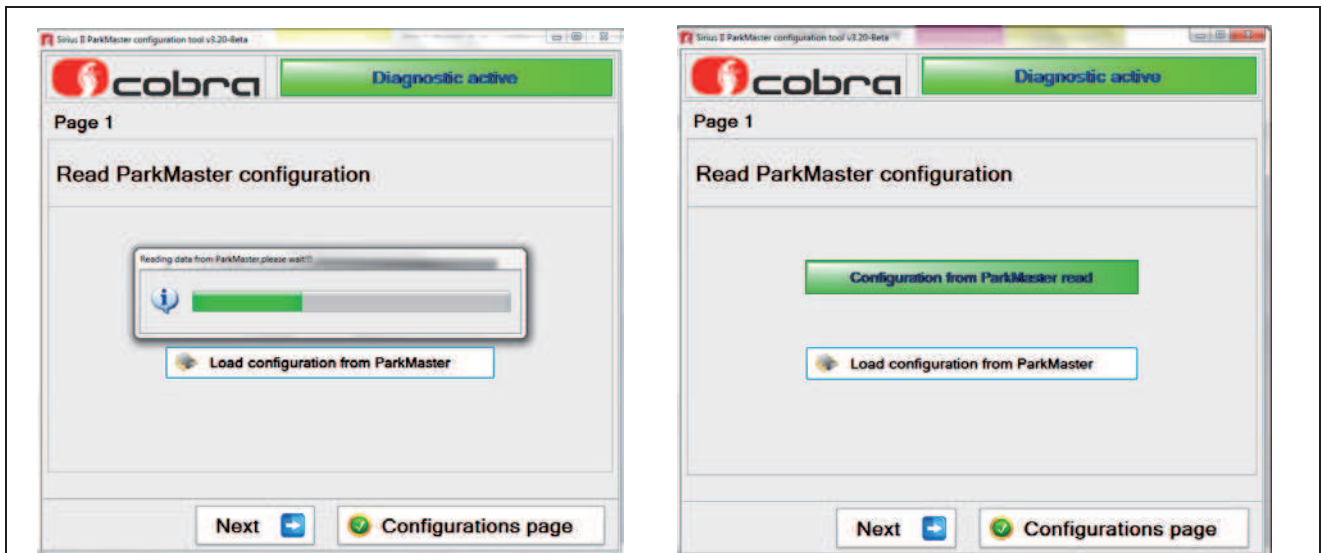 Sirius II ParkMaster configuration tool v3.20-Beta
cobra
Diagnostic active
Page 1
Read ParkMaster configuration
Reading data from ParkMaster,please wait!!!
Load configuration from ParkMaster
Next
Configurations page
Sirius II ParkMaster configuration tool v3.20-Beta
cobra
Diagnostic active
Page 1
Read ParkMaster configuration
Configuration from ParkMaster read
Load configuration from ParkMaster
Next
Configurations page